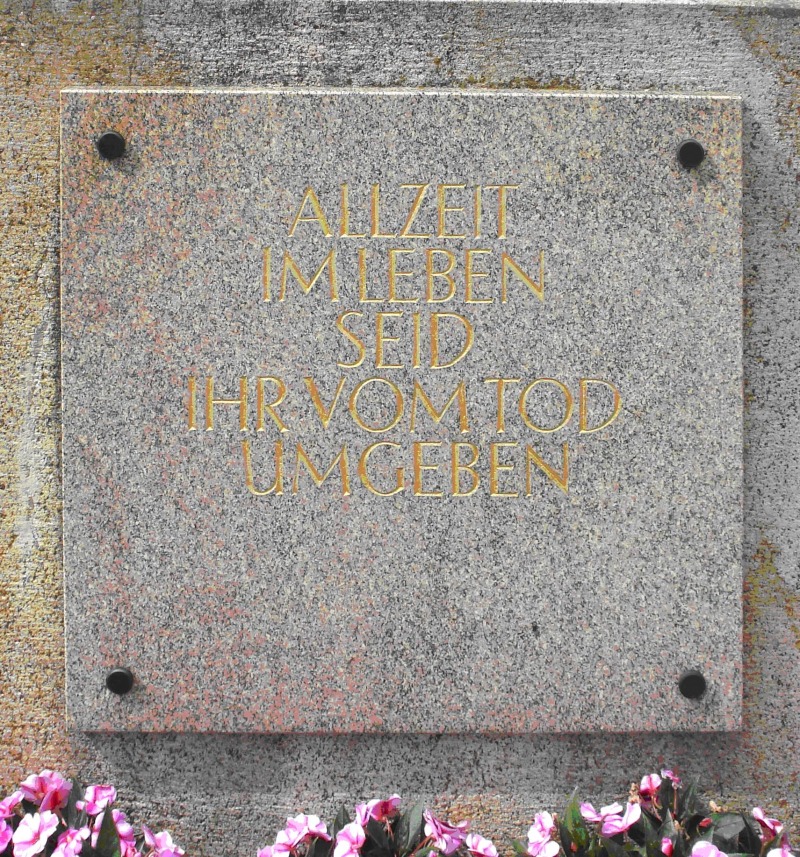 ALLZEIT
IM LEBEN
SEID
IHR VOM TOD
UMGEBEN